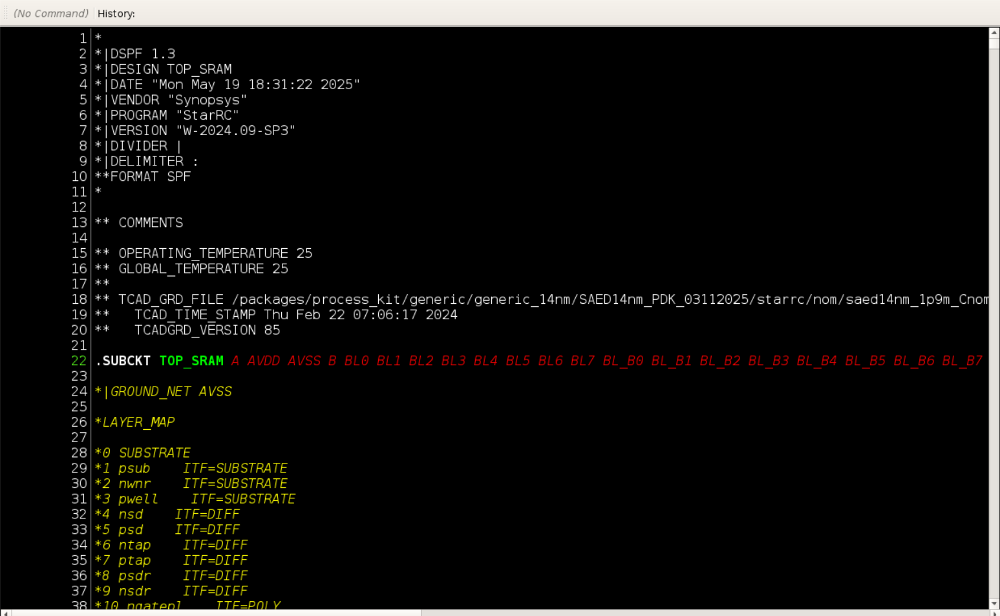 (No Command) History:
1 *
2 *|DSPF 1.3
3 *|DESIGN TOP_SRAM
4 *|DATE "Mon May 19 18:31:22 2025"
5 *|VENDOR "Synopsys"
6 *|PROGRAM "StarRC"
7 *|VERSION "W-2024.09-SP3"
8 *|DIVIDER |
9 *|DELIMITER :
10 **FORMAT SPF
11 *
12
13 ** COMMENTS
14
15 ** OPERATING_TEMPERATURE 25
16 ** GLOBAL_TEMPERATURE 25
17 **
18 ** TCAD_GRD_FILE /packages/process_kit/generic/generic_14nm/SAED14nm_PDK_03112025/starrc/nom/saed14nm_1p9m_Cnom
19 **   TCAD_TIME_STAMP Thu Feb 22 07:06:17 2024
20 **   TCADGRD_VERSION 85
21
22 .SUBCKT TOP_SRAM A AVDD AVSS B BL0 BL1 BL2 BL3 BL4 BL5 BL6 BL7 BL_B0 BL_B1 BL_B2 BL_B3 BL_B4 BL_B5 BL_B6 BL_B7
23
24 *|GROUND_NET AVSS
25
26 *LAYER_MAP
27
28 *0 SUBSTRATE
29 *1 psub    ITF=SUBSTRATE
30 *2 nwnr    ITF=SUBSTRATE
31 *3 pwell    ITF=SUBSTRATE
32 *4 nsd    ITF=DIFF
33 *5 psd    ITF=DIFF
34 *6 ntap    ITF=DIFF
35 *7 ptap    ITF=DIFF
36 *8 psdr    ITF=DIFF
37 *9 nsdr    ITF=DIFF
38 *10 ngatepl    ITF=POLY